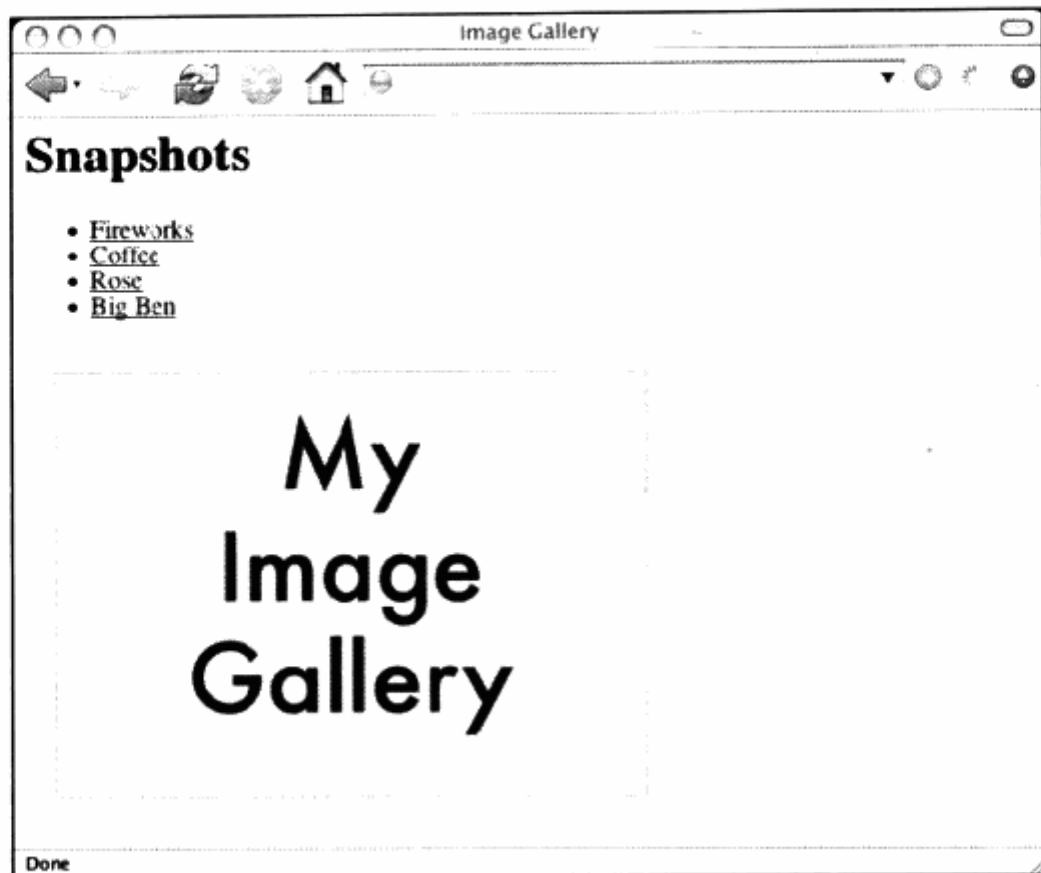 Image Gallery
Snapshots
Fireworks
Coffee
Rose
Big Ben
My
Image
Gallery
Done